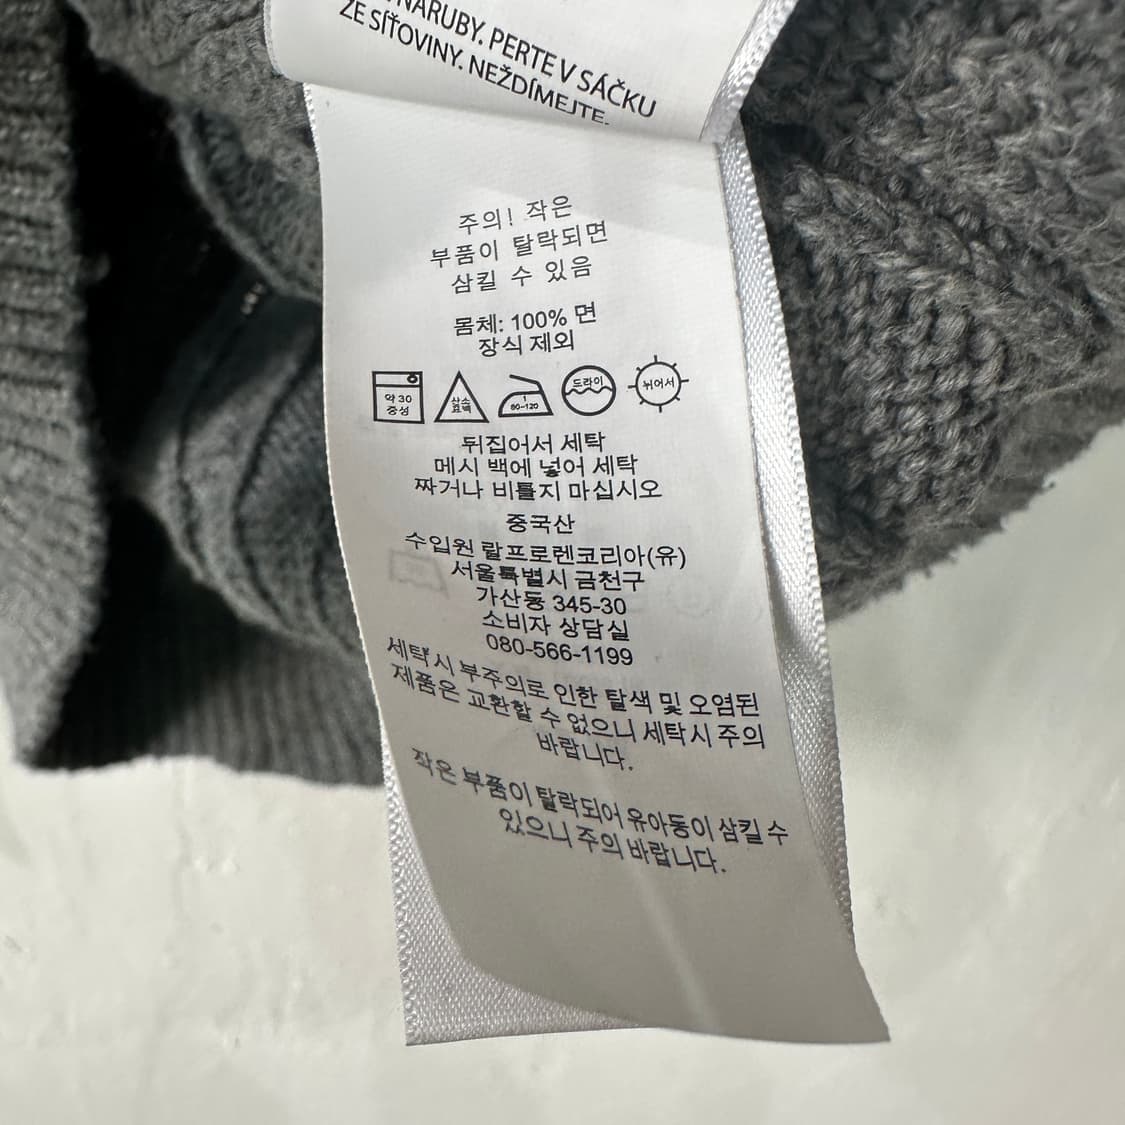 NARUBY. PERTE V SÁČKU
ZE SÍŤOVINY. NEŽDÍMEJTE.
주의! 작은
부품이 탈락되면
삼킬 수 있음
몸체: 100% 면
장식 제외
약 30
중성
산소
표백
1
80-120
드라이
뉘어서
뒤집어서 세탁
메시 백에 넣어 세탁
짜거나 비틀지 마십시오
중국산
수입원 랄프로렌코리아(유)
서울특별시 금천구
가산동 345-30
소비자 상담실
080-566-1199
세탁시 부주의로 인한 탈색 및 오염된
제품은 교환할 수 없으니 세탁시 주의
바랍니다.
작은 부품이 탈락되어 유아동이 삼킬 수
있으니 주의 바랍니다.